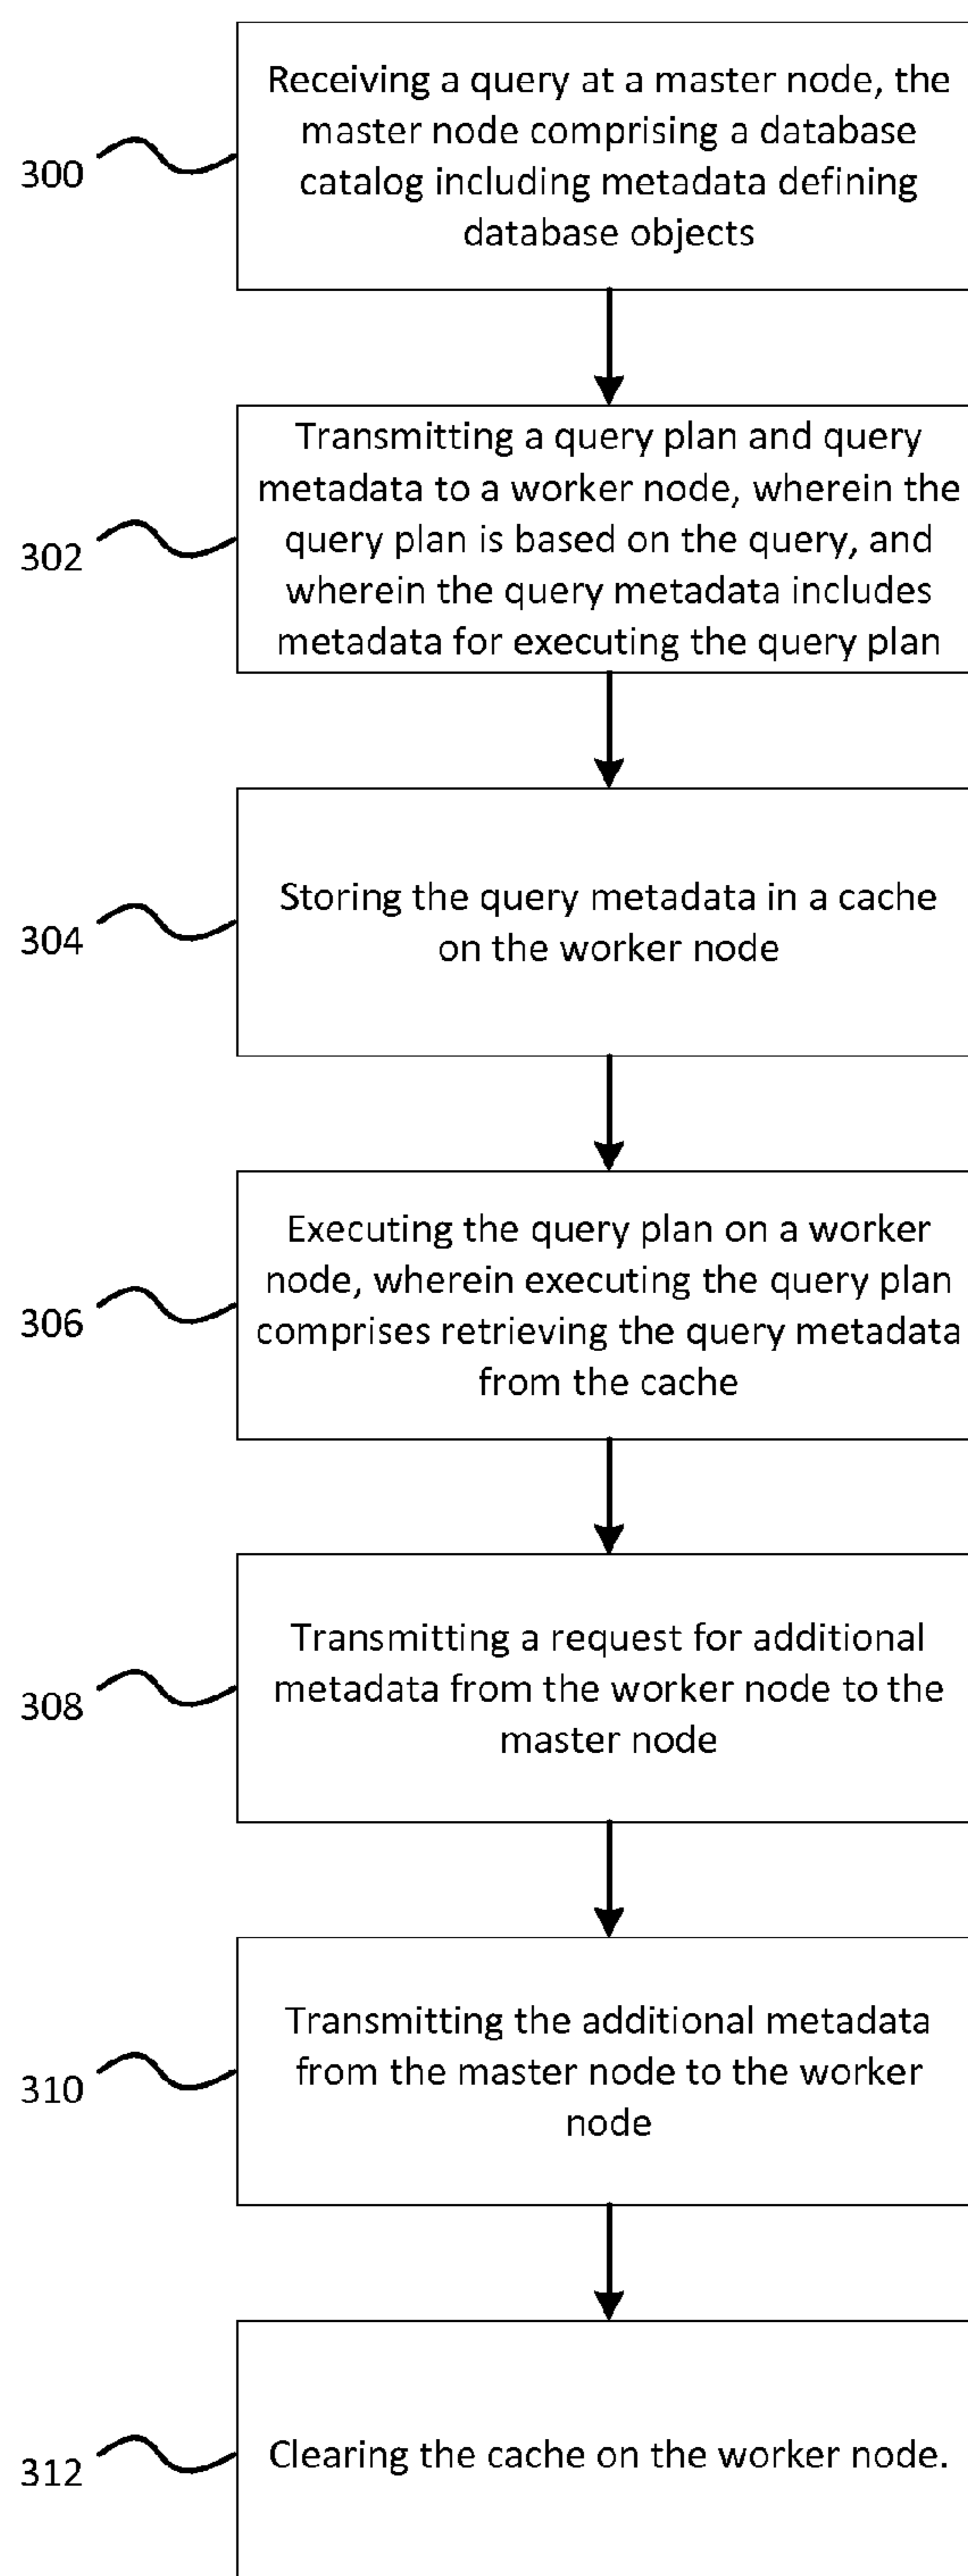 Receiving a query at a master node, the
master node comprising a database
catalog including metadata defining
database objects
300
Transmitting a query plan and query
metadata to a worker node, wherein the
query plan is based on the query, and
wherein the query metadata includes
metadata for executing the query plan
302
Storing the query metadata in a cache
on the worker node
304
Executing the query plan on a worker
node, wherein executing the query plan
comprises retrieving the query metadata
from the cache
306
Transmitting a request for additional
metadata from the worker node to the
master node
308
Transmitting the additional metadata
from the master node to the worker
node
310
Clearing the cache on the worker node.
312